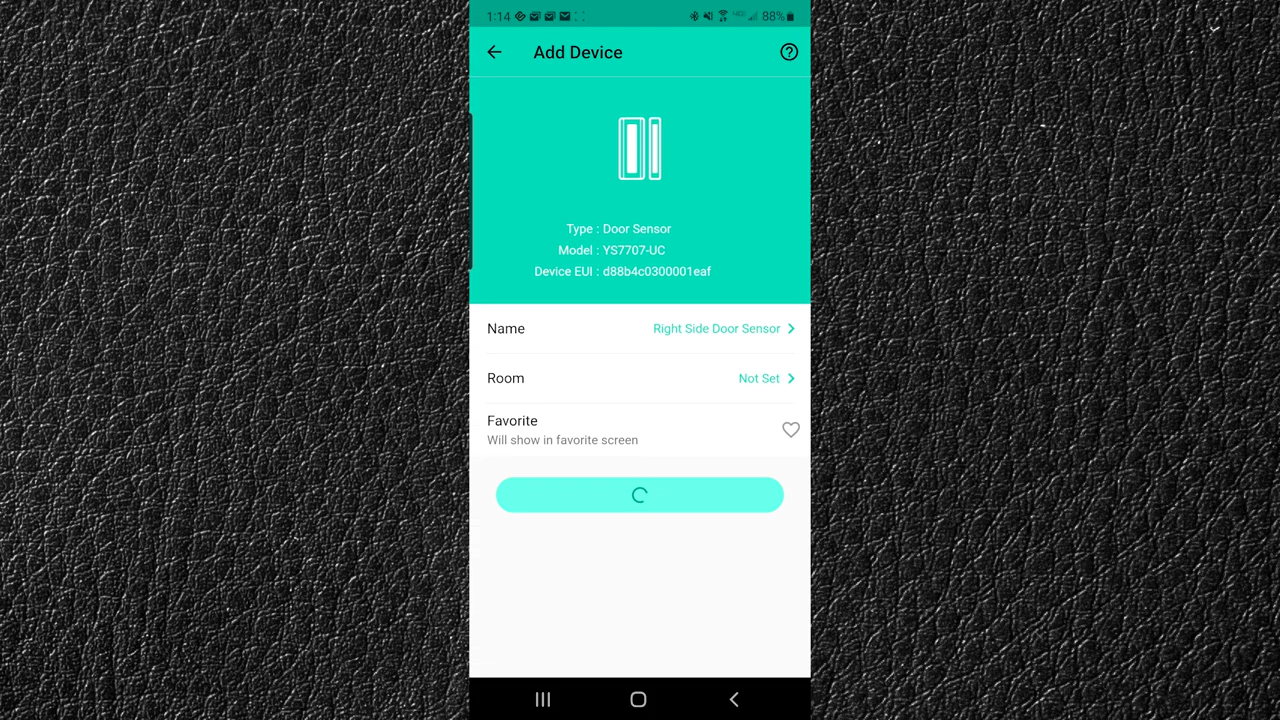 1:14 88%
Add Device
Type : Door Sensor
Model : YS7707-UC
Device EUI : d88b4c0300001eaf
Name Right Side Door Sensor
Room Not Set
Favorite
Will show in favorite screen